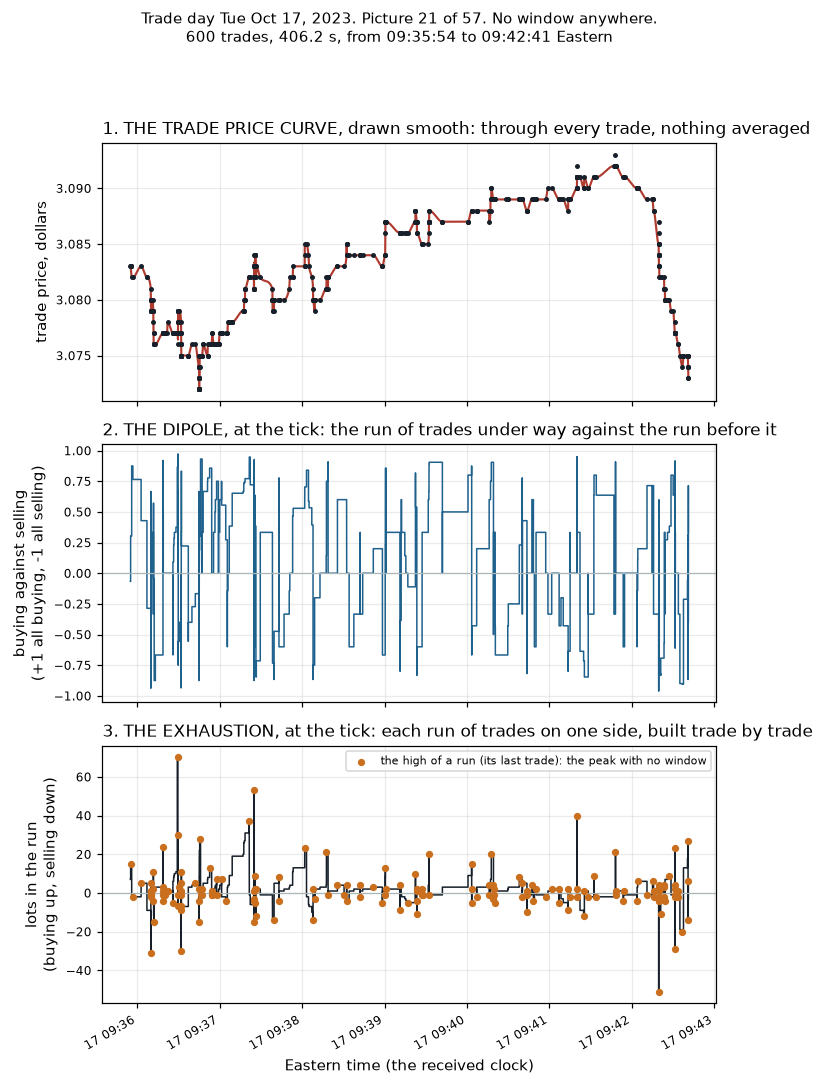 Trade day Tue Oct 17, 2023. Picture 21 of 57. No window anywhere.
600 trades, 406.2 s, from 09:35:54 to 09:42:41 Eastern
1. THE TRADE PRICE CURVE, drawn smooth: through every trade, nothing averaged
trade price, dollars
3.090
3.085
3.080
3.075
2. THE DIPOLE, at the tick: the run of trades under way against the run before it
buying against selling
(+1 all buying, -1 all selling)
1.00
0.75
0.50
0.25
0.00
−0.25
−0.50
−0.75
−1.00
3. THE EXHAUSTION, at the tick: each run of trades on one side, built trade by trade
the high of a run (its last trade): the peak with no window
lots in the run
(buying up, selling down)
60
40
20
0
−20
−40
17 09:36
17 09:37
17 09:38
17 09:39
17 09:40
17 09:41
17 09:42
17 09:43
Eastern time (the received clock)